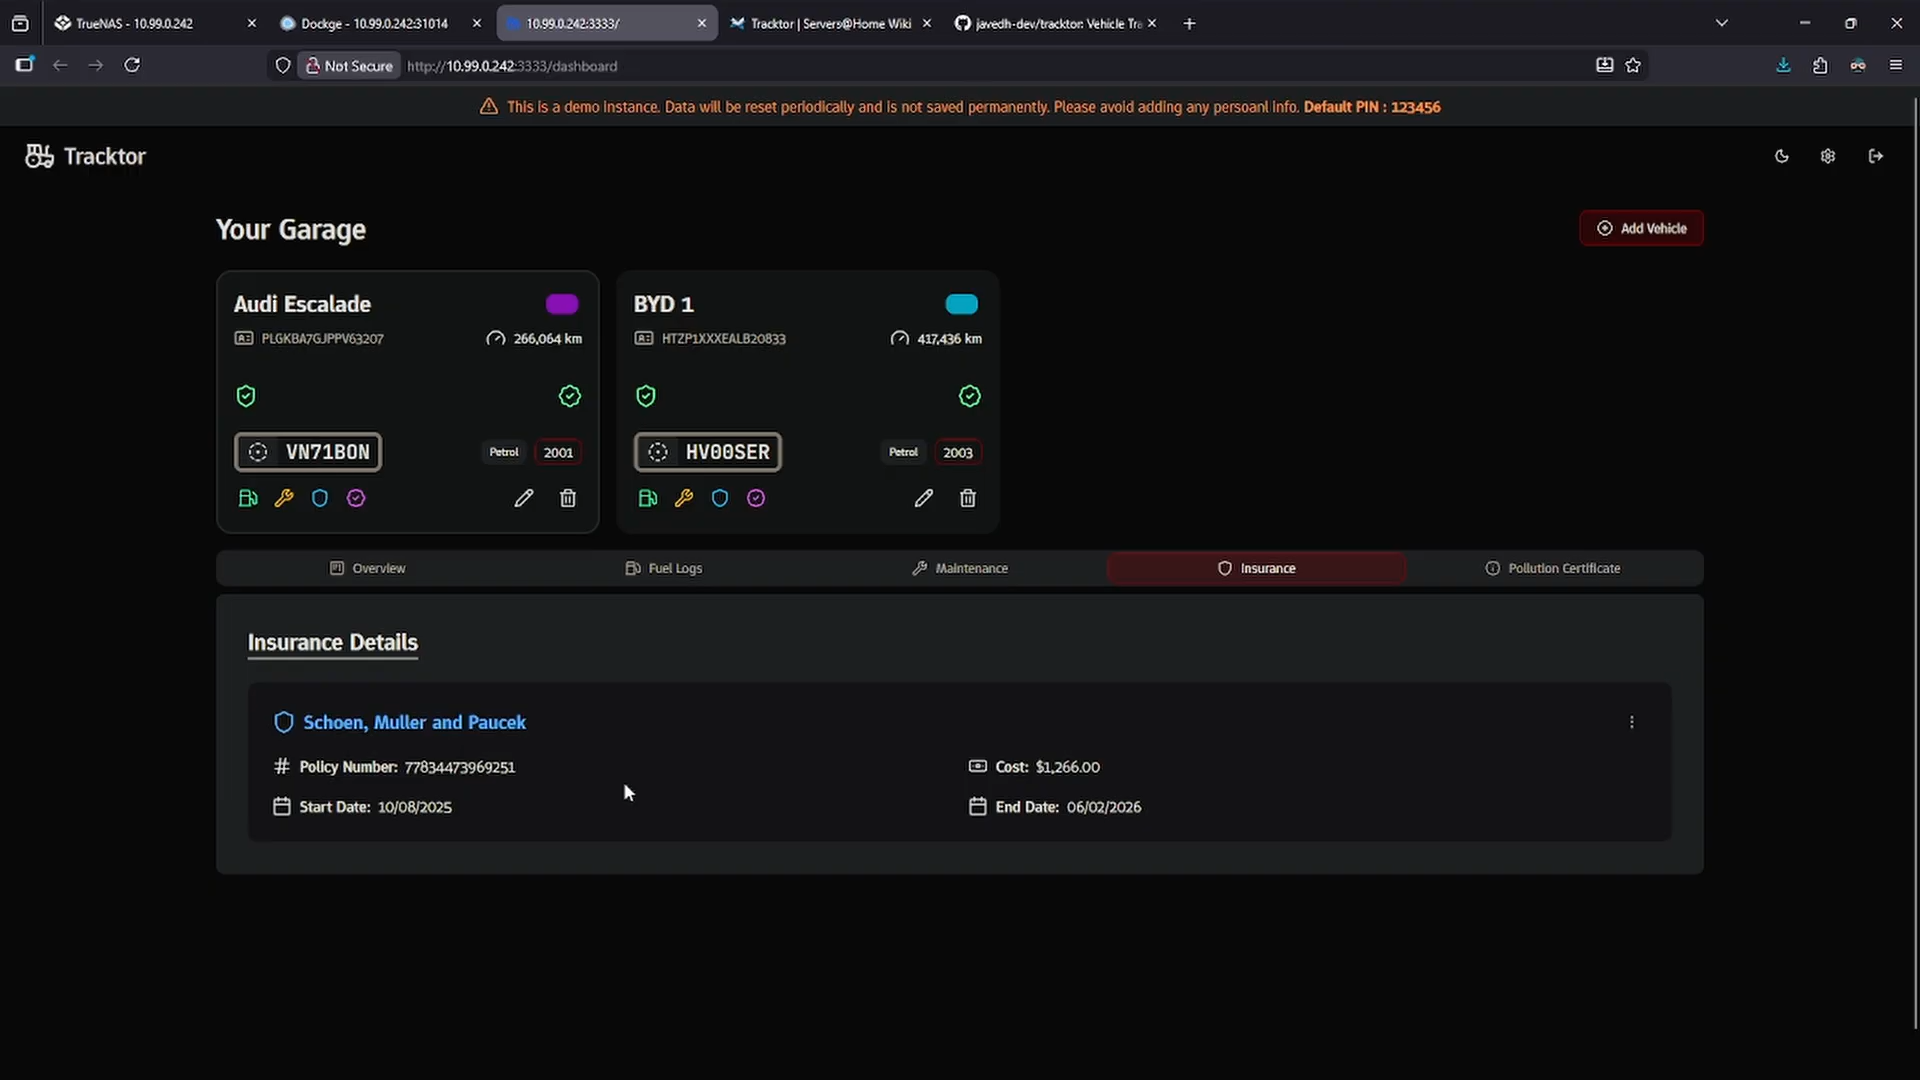 TrueNAS - 10.99.0.242
Dockge - 10.99.0.242:31014
10.99.0.242:3333/
Tracktor | Servers@Home Wiki
javedh-dev/tracktor: Vehicle Tra
Not Secure
http://10.99.0.242:3333/dashboard
This is a demo instance. Data will be reset periodically and is not saved permanently. Please avoid adding any persoanl info. Default PIN : 123456
Tracktor
Your Garage
Add Vehicle
Audi Escalade
PLGKBA7GJPPV63207
266,064 km
VN71BON
Petrol
2001
BYD 1
HTZP1XXXEALB20833
417,436 km
HV00SER
Petrol
2003
Overview
Fuel Logs
Maintenance
Insurance
Pollution Certificate
Insurance Details
Schoen, Muller and Paucek
Policy Number: 77834473969251
Cost: $1,266.00
Start Date: 10/08/2025
End Date: 06/02/2026